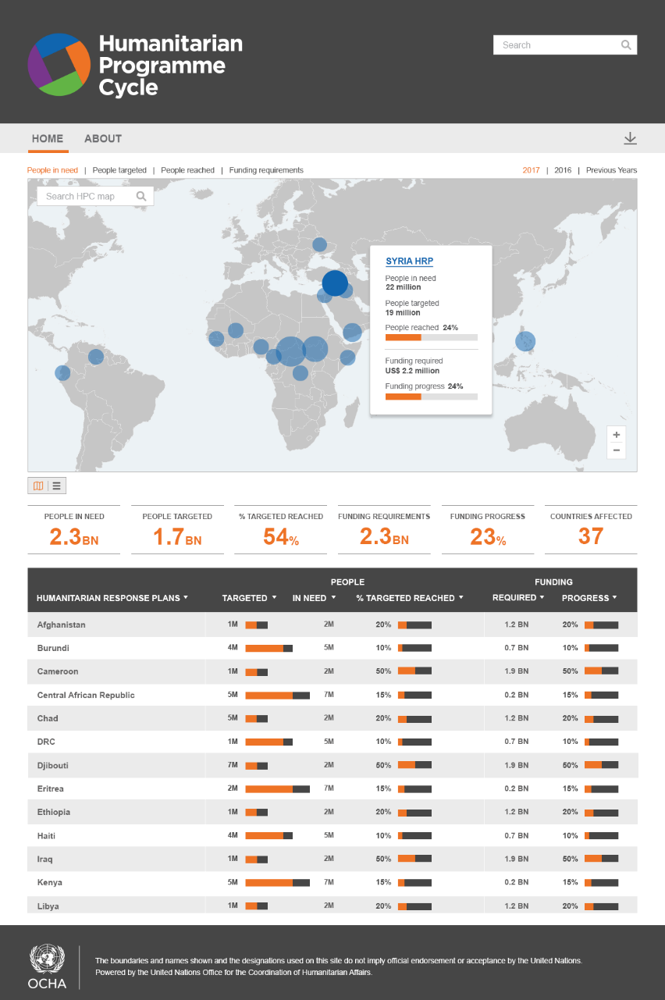 Humanitarian
Programme
Cycle
Search
HOME ABOUT
People in need | People targeted | People reached | Funding requirements
2017 | 2016 | Previous Years
Search HPC map
SYRIA HRP
People in need
22 million
People targeted
19 million
People reached 24%
Funding required
US$ 2.2 million
Funding progress 24%
+
−
PEOPLE IN NEED
2.3BN
PEOPLE TARGETED
1.7BN
% TARGETED REACHED
54%
FUNDING REQUIREMENTS
2.3BN
FUNDING PROGRESS
23%
COUNTRIES AFFECTED
37
PEOPLE FUNDING
HUMANITARIAN RESPONSE PLANS TARGETED IN NEED % TARGETED REACHED REQUIRED PROGRESS
Afghanistan 1M 2M 20% 1.2 BN 20%
Burundi 4M 5M 10% 0.7 BN 10%
Cameroon 1M 2M 50% 1.9 BN 50%
Central African Republic 5M 7M 15% 0.2 BN 15%
Chad 5M 2M 20% 1.2 BN 20%
DRC 1M 5M 10% 0.7 BN 10%
Djibouti 7M 2M 50% 1.9 BN 50%
Eritrea 2M 7M 15% 0.2 BN 15%
Ethiopia 1M 2M 20% 1.2 BN 20%
Haiti 4M 5M 10% 0.7 BN 10%
Iraq 1M 2M 50% 1.9 BN 50%
Kenya 5M 7M 15% 0.2 BN 15%
Libya 1M 2M 20% 1.2 BN 20%
OCHA
The boundaries and names shown and the designations used on this site do not imply official endorsement or acceptance by the United Nations.
Powered by the United Nations Office for the Coordination of Humanitarian Affairs.